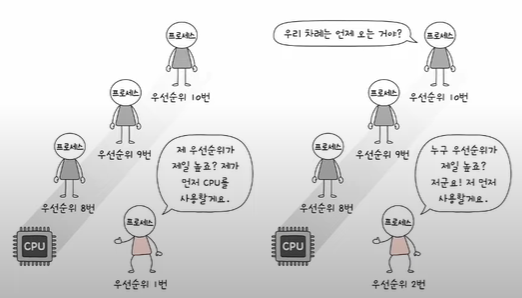 프로세스
우선순위 10번
프로세스
우선순위 9번
프로세스
우선순위 8번
제 우선순위가
제일 높죠? 제가
먼저 CPU를
사용할게요.
프로세스
CPU
우선순위 1번
우리 차례는 언제 오는 거야?
프로세스
우선순위 10번
프로세스
우선순위 9번
프로세스
우선순위 8번
누구 우선순위가
제일 높죠?
저군요! 저 먼저
사용할게요.
프로세스
CPU
우선순위 2번